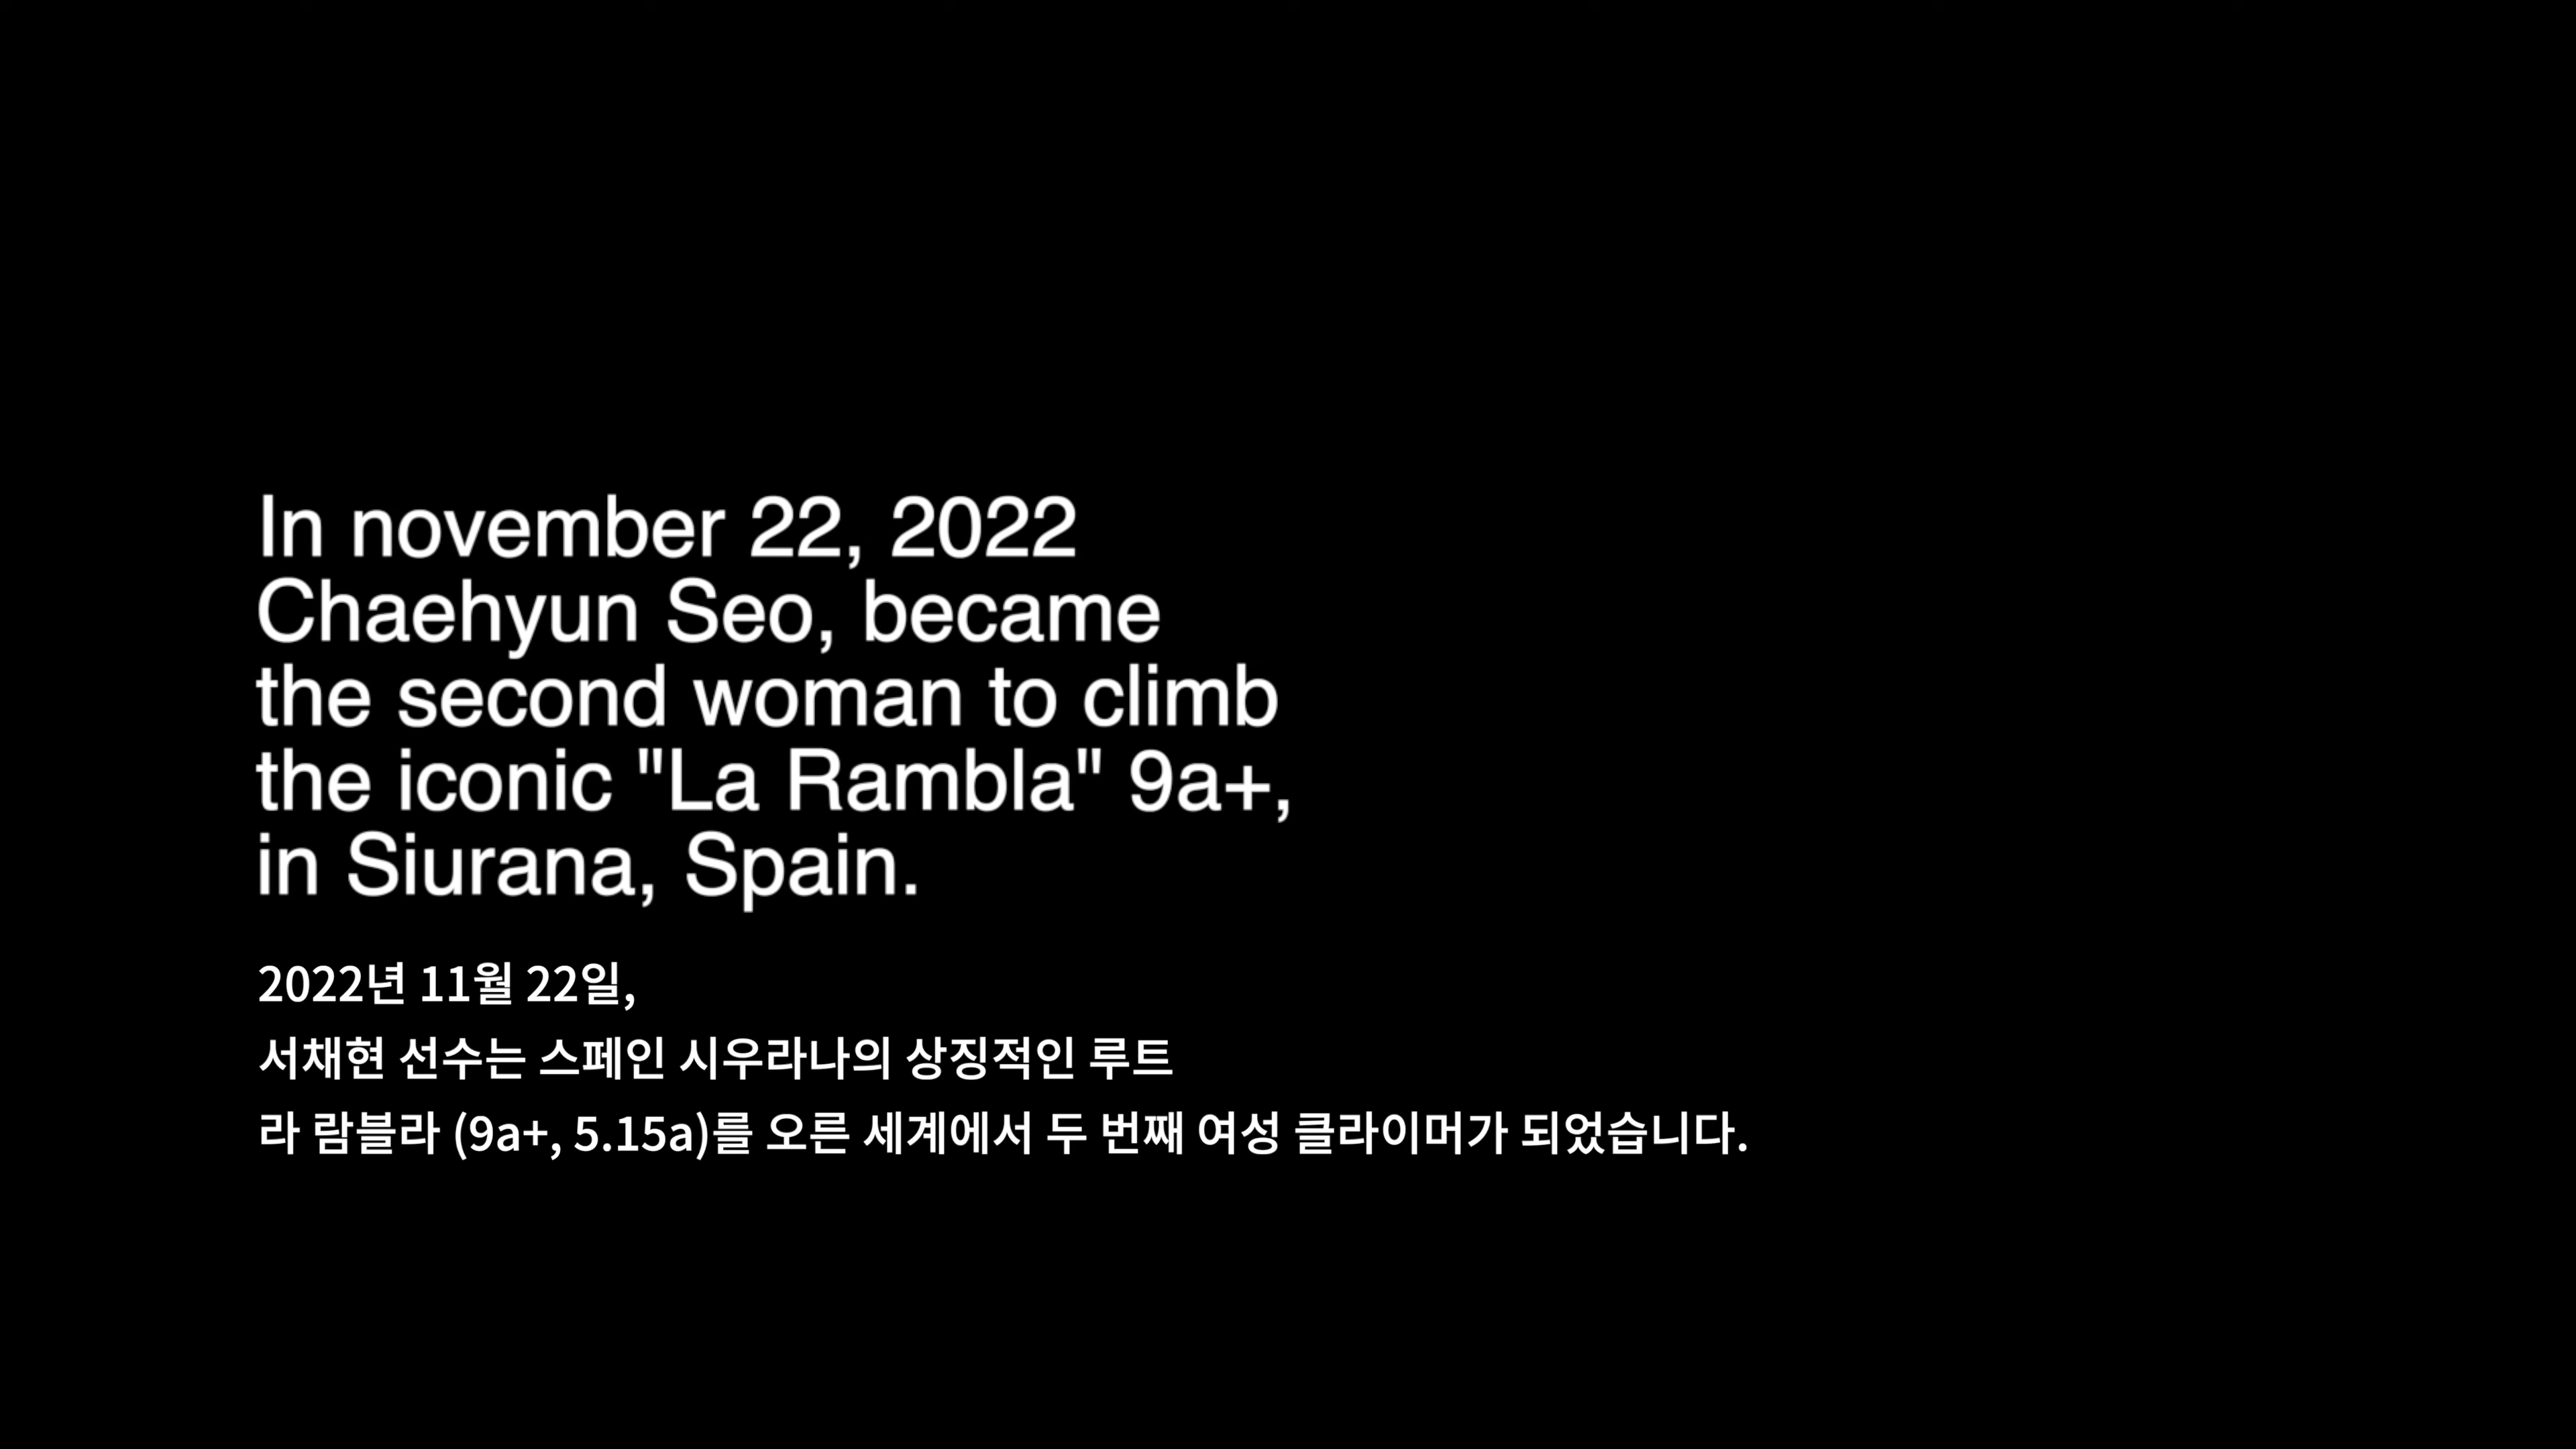 In november 22, 2022
Chaehyun Seo, became
the second woman to climb
the iconic "La Rambla" 9a+,
in Siurana, Spain.
2022년 11월 22일,
서채현 선수는 스페인 시우라나의 상징적인 루트
라 람블라 (9a+, 5.15a)를 오른 세계에서 두 번째 여성 클라이머가 되었습니다.